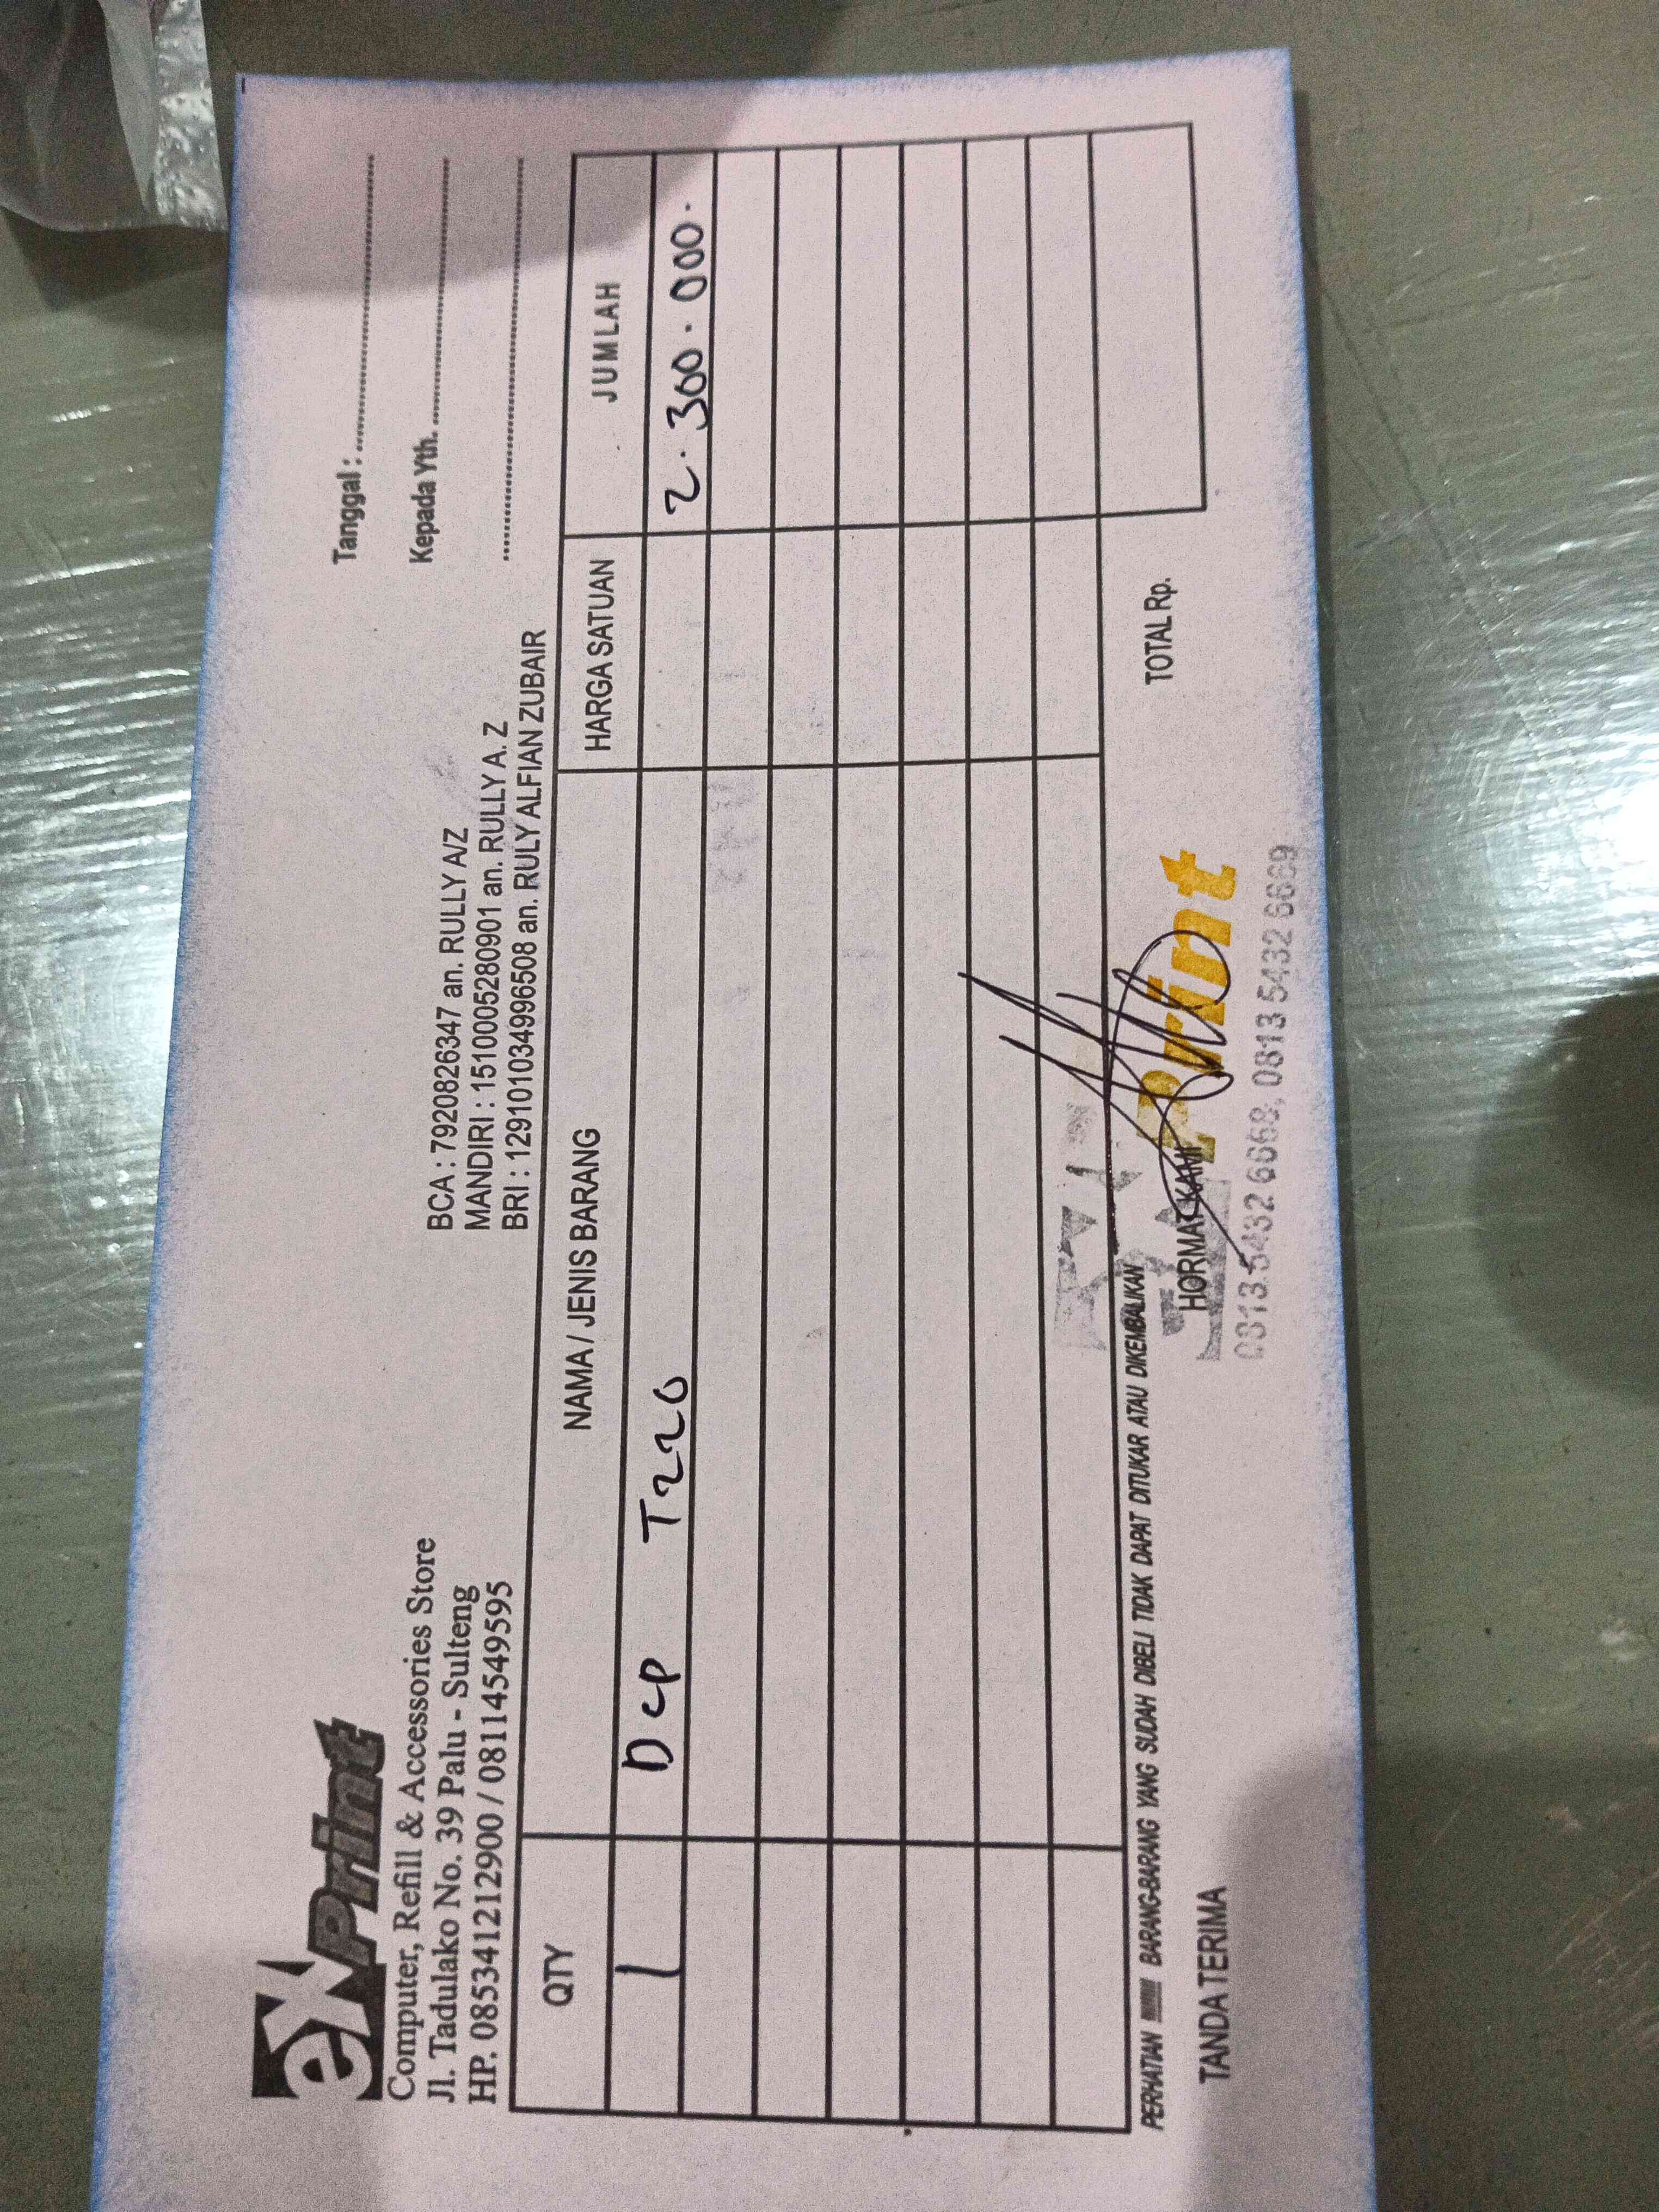 eXPrint
Computer, Refill & Accessories Store
Jl. Tadulako No. 39 Palu - Sulteng
HP. 085341212900 / 08114549595
BCA : 7920826347 an. RULLY A/Z
MANDIRI : 1510005280901 an. RULLY A. Z
BRI : 129101034996508 an. RULY ALFIAN ZUBAIR
Tanggal :
Kepada Yth.
QTY NAMA / JENIS BARANG HARGA SATUAN JUMLAH
1 DCP T220 2.300.000.
PERHATIAN BARANG-BARANG YANG SUDAH DIBELI TIDAK DAPAT DITUKAR ATAU DIKEMBALIKAN
TANDA TERIMA HORMAT KAMI TOTAL Rp.
Print
0813 5432 6668, 0813 5432 6669